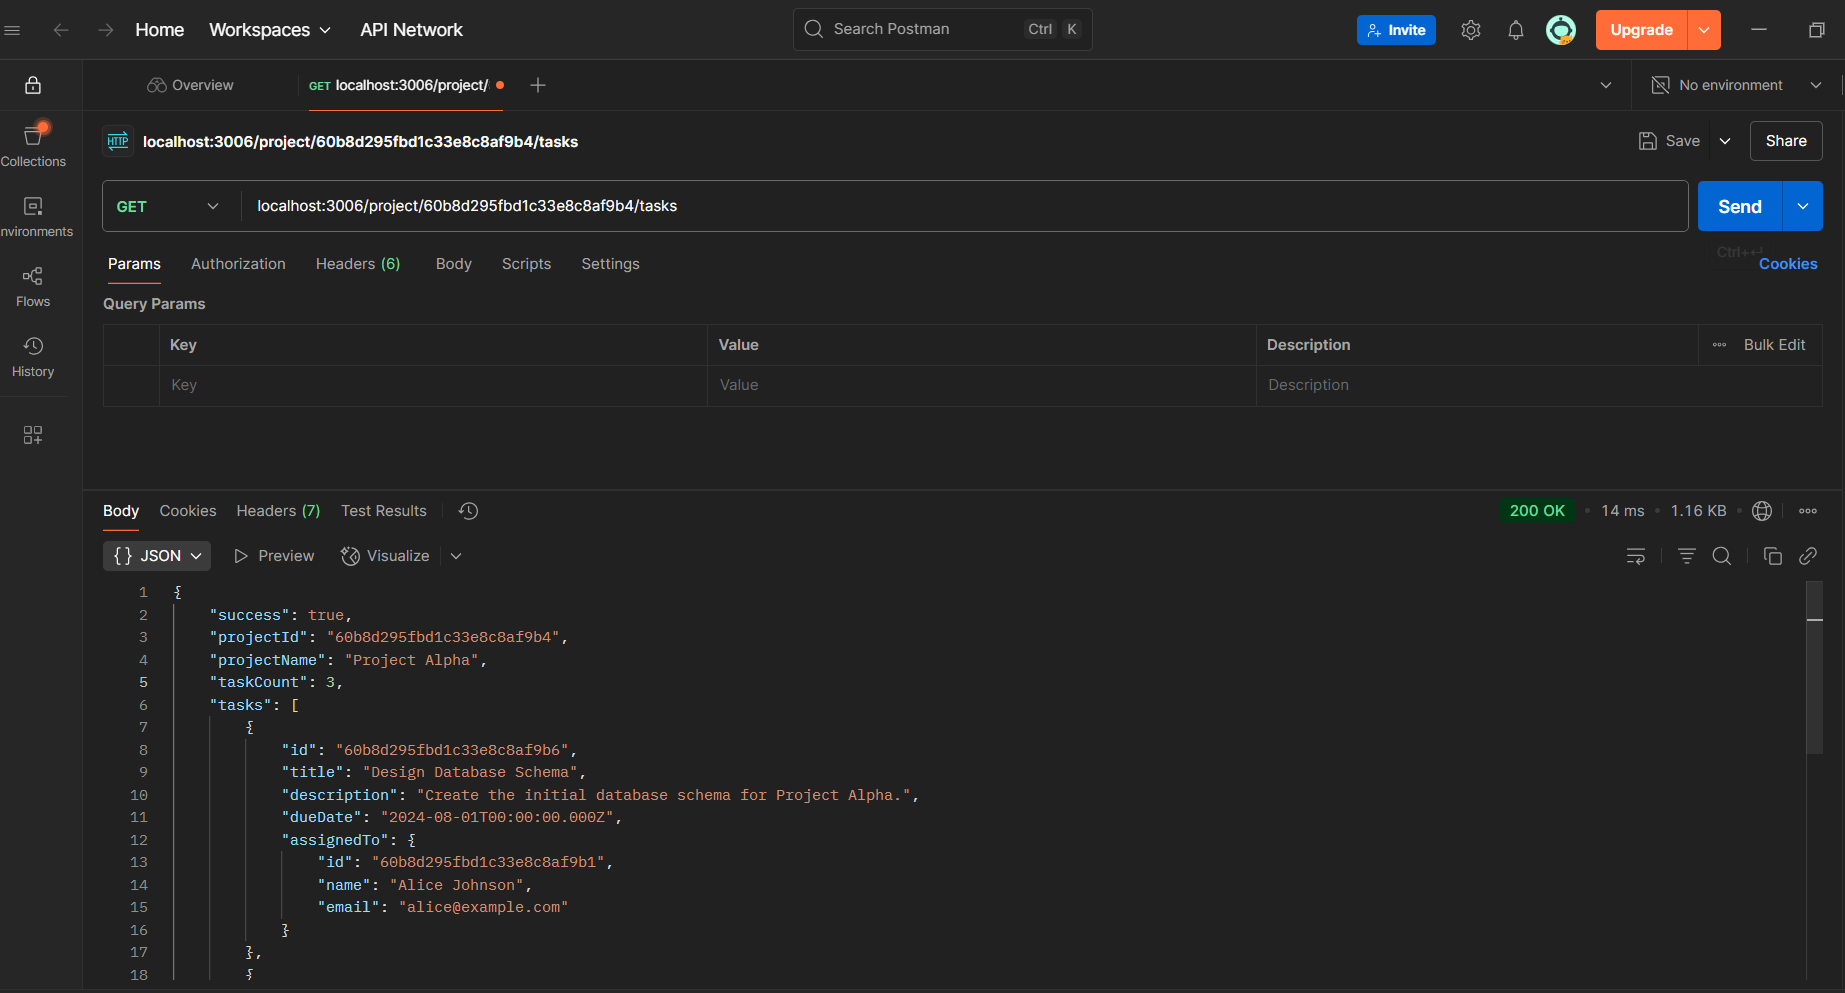 Home Workspaces API Network Search Postman Ctrl K Invite Upgrade
Overview GET localhost:3006/project/ No environment
HTTP localhost:3006/project/60b8d295fbd1c33e8c8af9b4/tasks Save Share
Collections
GET localhost:3006/project/60b8d295fbd1c33e8c8af9b4/tasks Send
nvironments
Ctrl+↵
Params Authorization Headers (6) Body Scripts Settings Cookies
Flows
Query Params
Key Value Description Bulk Edit
History
Key Value Description
Body Cookies Headers (7) Test Results 200 OK • 14 ms • 1.16 KB •
{} JSON Preview Visualize
1 {
2 "success": true,
3 "projectId": "60b8d295fbd1c33e8c8af9b4",
4 "projectName": "Project Alpha",
5 "taskCount": 3,
6 "tasks": [
7 {
8 "id": "60b8d295fbd1c33e8c8af9b6",
9 "title": "Design Database Schema",
10 "description": "Create the initial database schema for Project Alpha.",
11 "dueDate": "2024-08-01T00:00:00.000Z",
12 "assignedTo": {
13 "id": "60b8d295fbd1c33e8c8af9b1",
14 "name": "Alice Johnson",
15 "email": "alice@example.com"
16 }
17 },
18 {